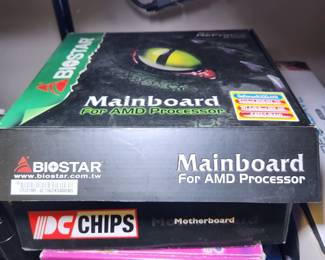 BIOSTAR
Mainboard
For AMD Processor
BIOSTAR
www.biostar.com.tw
Mainboard
For AMD Processor
PC CHIPS
Motherboard